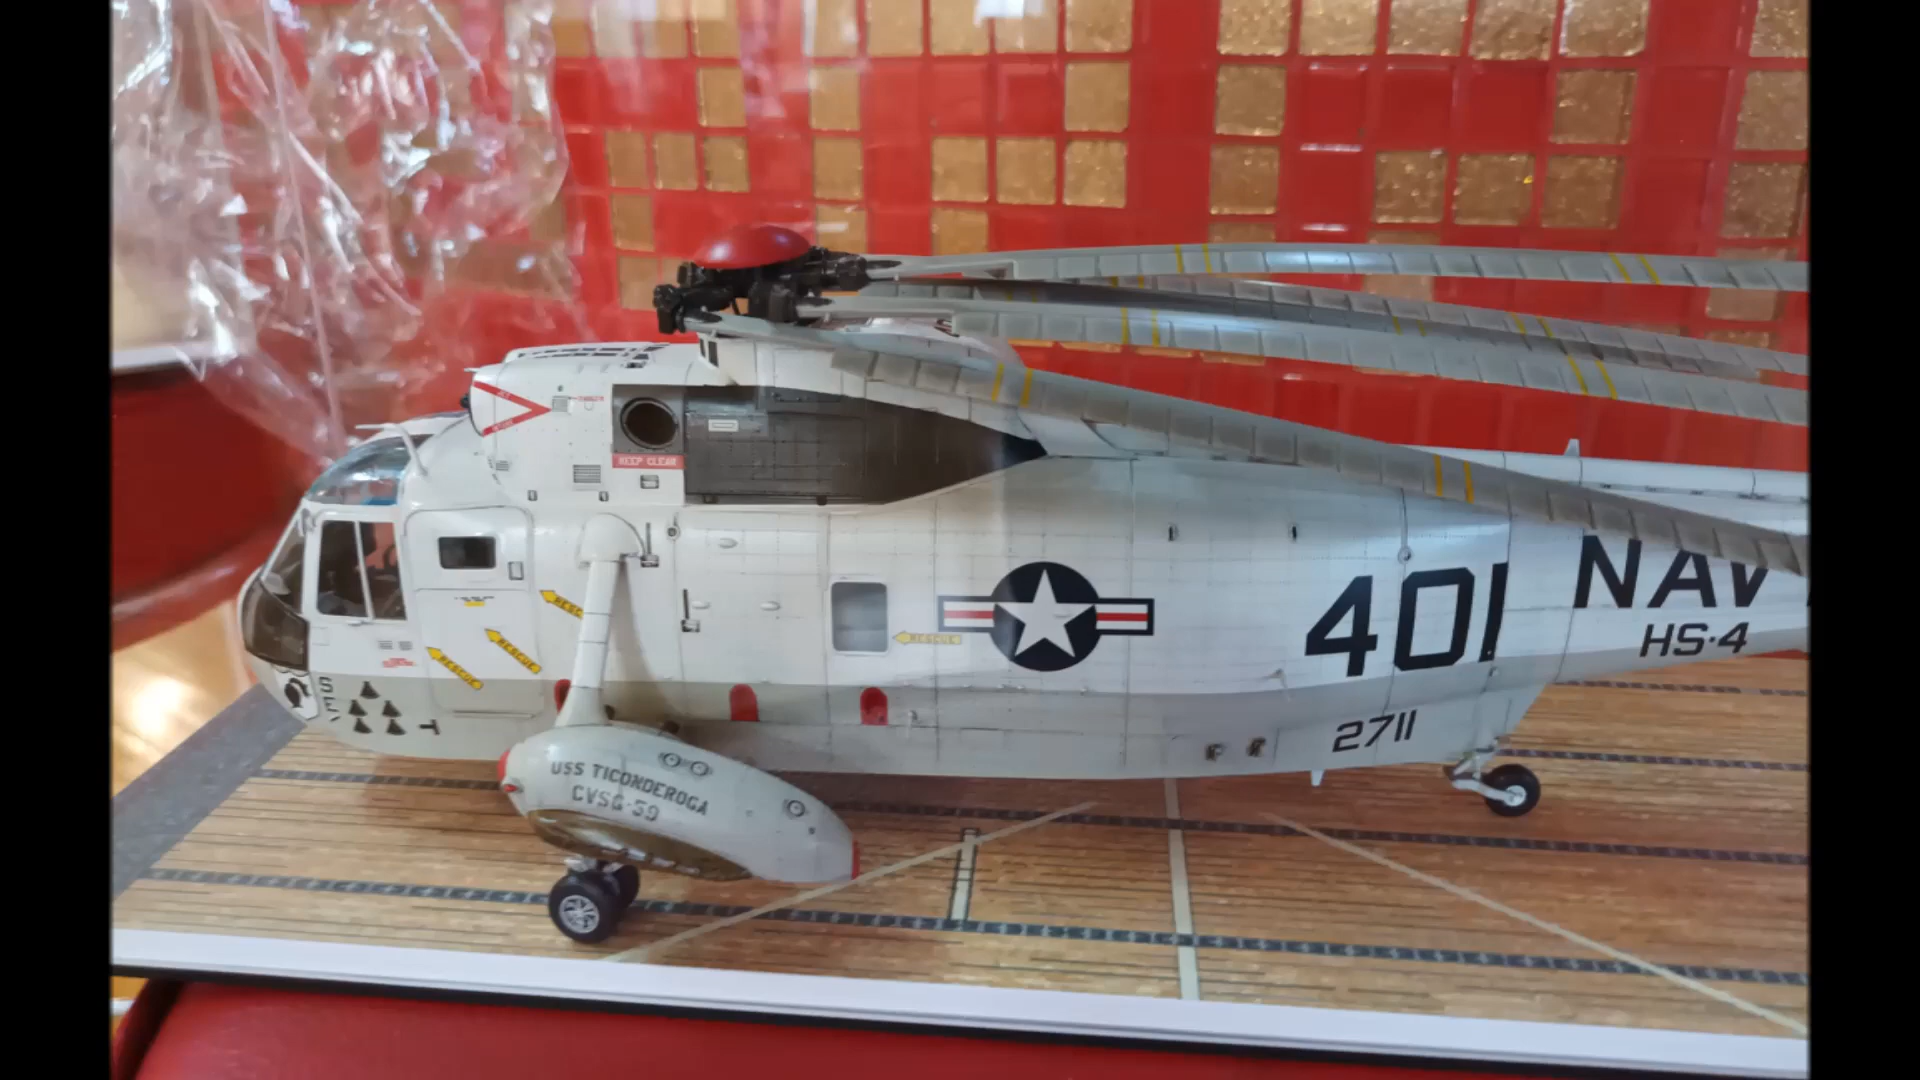 KEEP CLEAR
RESCUE
RESCUE
RESCUE
RESCUE
401
NAV
HS-4
2711
USS TICONDEROGA
CVSG-59